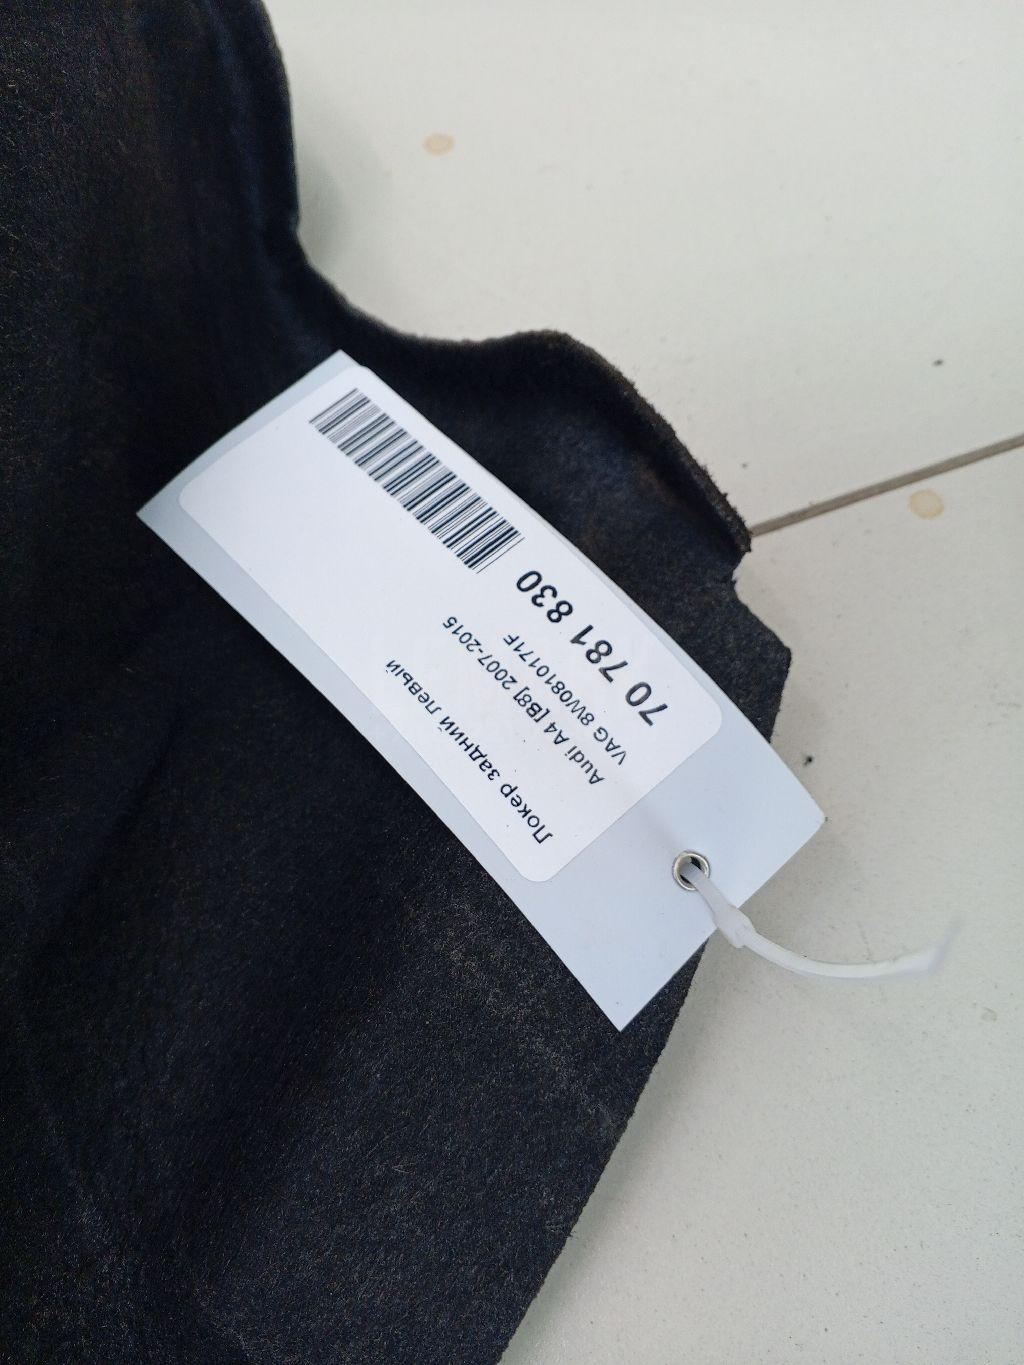 Локер задний левый
Audi A4 [B8] 2007-2015
VAG 8W0810171F
70 781 830